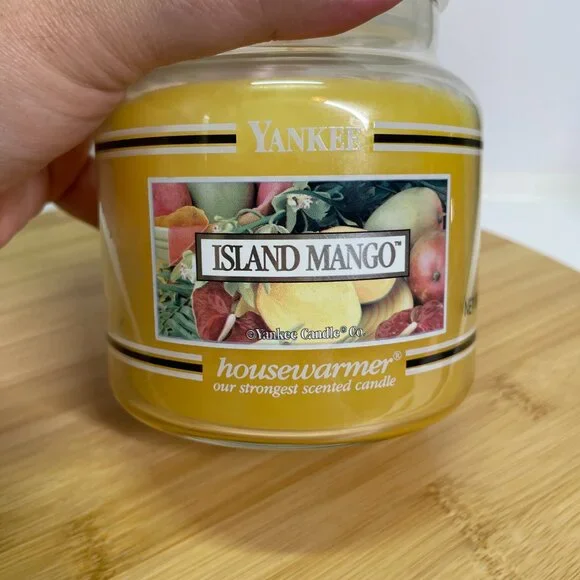 YANKEE
ISLAND MANGO™
©Yankee Candle® Co.
housewarmer®
our strongest scented candle